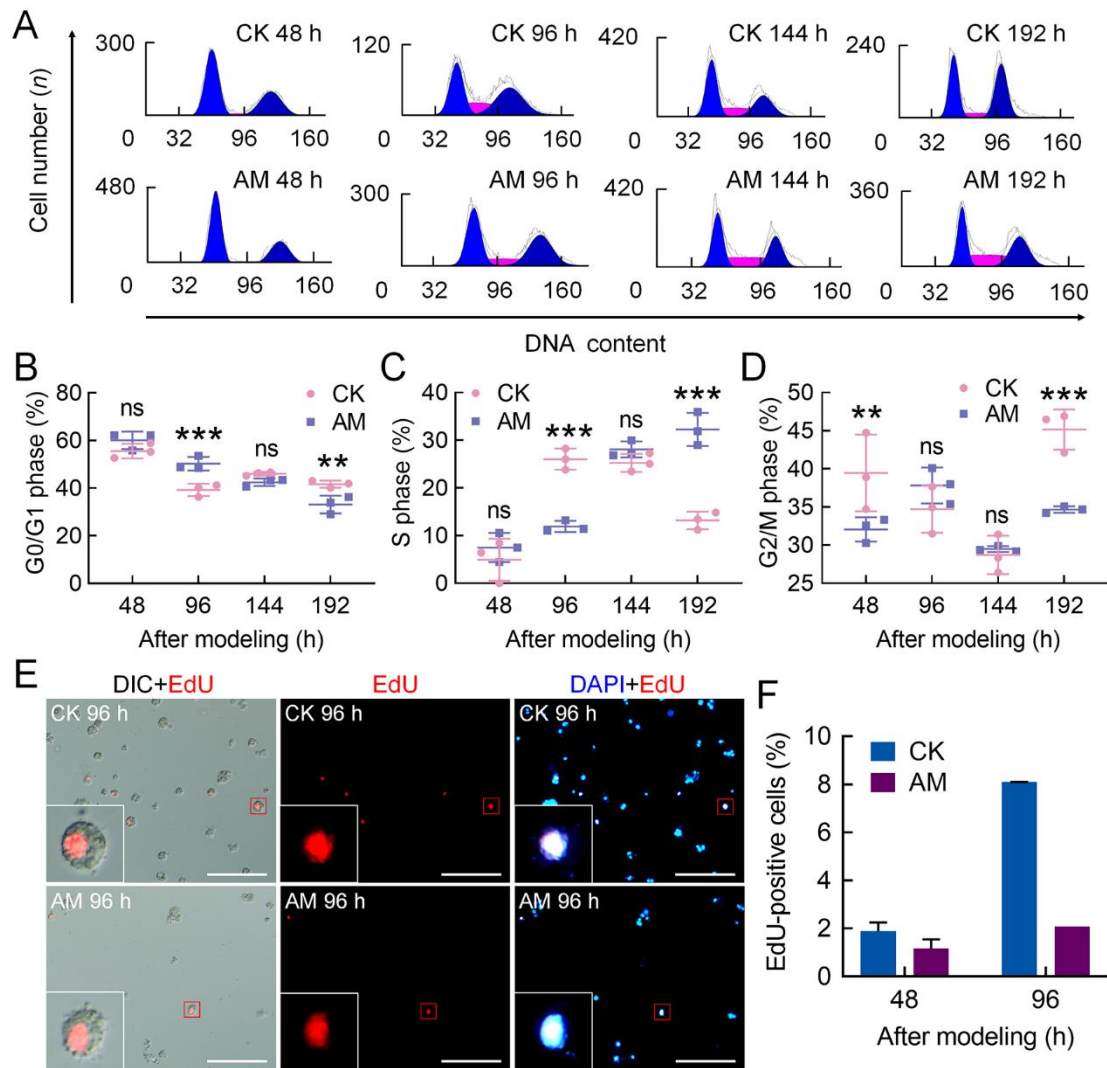 A
Cell number (n)
CK 48 h
CK 96 h
CK 144 h
CK 192 h
300
120
420
240
0 32 96 160
0 32 96 160
0 32 96 160
0 32 96 160
AM 48 h
AM 96 h
AM 144 h
AM 192 h
480
300
420
360
0 32 96 160
0 32 96 160
0 32 96 160
0 32 96 160
DNA content
B
G0/G1 phase (%)
80
60
40
20
0
CK
AM
ns
***
ns
**
48 96 144 192
After modeling (h)
C
S phase (%)
40
30
20
10
0
CK
AM
ns
***
ns
***
48 96 144 192
After modeling (h)
D
G2/M phase (%)
50
45
40
35
30
25
CK
AM
**
ns
ns
***
48 96 144 192
After modeling (h)
E
DIC+EdU
EdU
DAPI+EdU
CK 96 h
CK 96 h
CK 96 h
AM 96 h
AM 96 h
AM 96 h
F
EdU-positive cells (%)
10
8
6
4
2
0
CK
AM
48 96
After modeling (h)